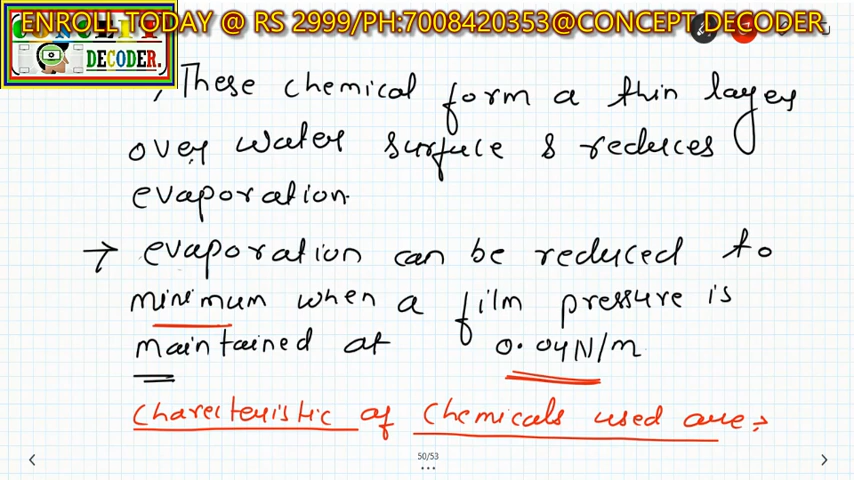 ENROLL TODAY @ RS 2999/PH:7008420353@CONCEPT DECODER
DECODER.
, These chemical form a thin layer
over water surface & reduces
evaporation.
→ evaporation can be reduced to
minimum when a film pressure is
maintained at 0.04N/m
Charecteristic of chemicals used are:
50/53